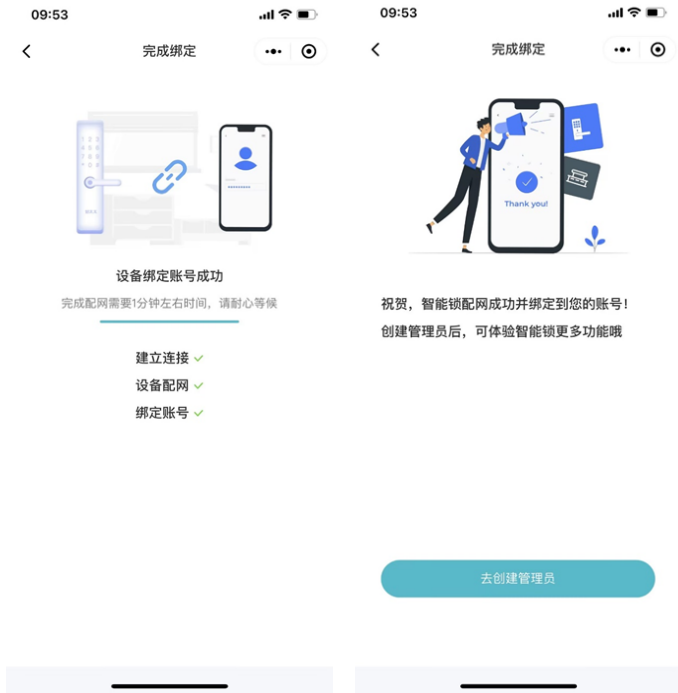 09:53
完成绑定
设备绑定账号成功
完成配网需要1分钟左右时间，请耐心等候
建立连接
设备配网
绑定账号
09:53
完成绑定
Thank you!
祝贺，智能锁配网成功并绑定到您的账号！
创建管理员后，可体验智能锁更多功能哦
去创建管理员